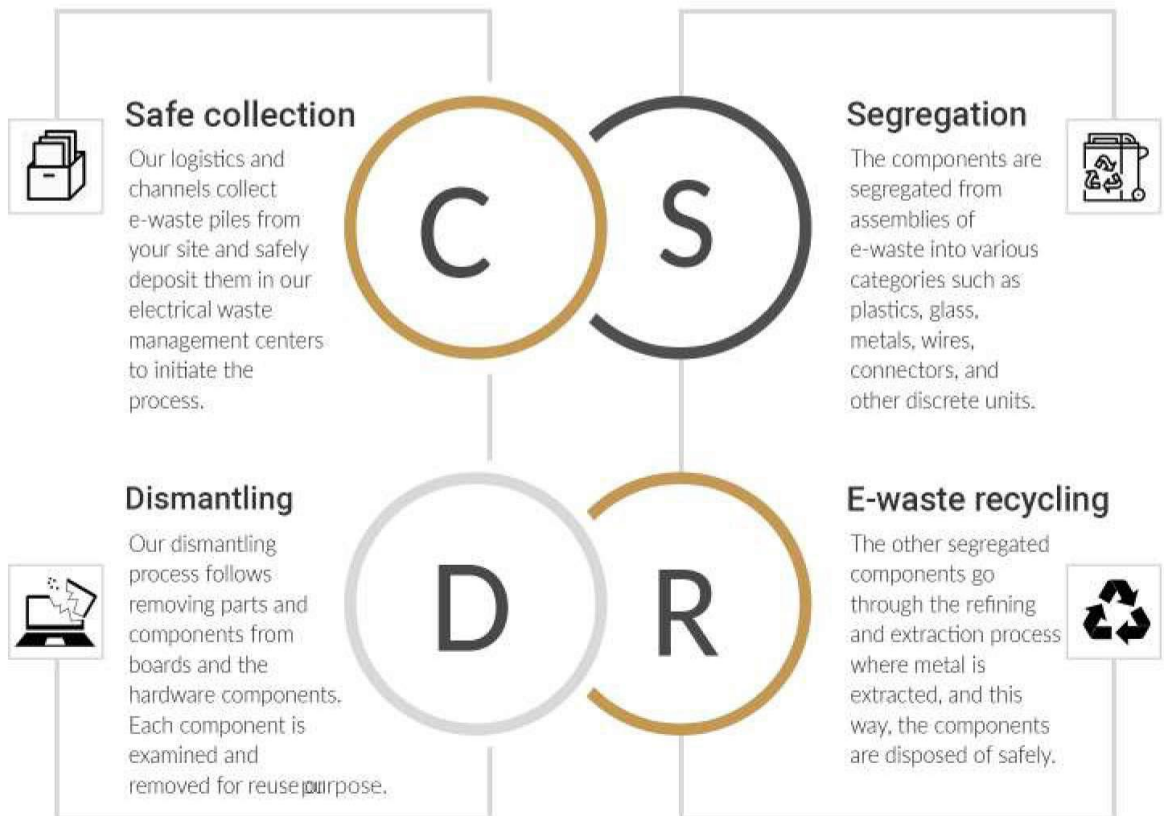 Safe collection
Our logistics and
channels collect
e-waste piles from
your site and safely
deposit them in our
electrical waste
management centers
to initiate the
process.
C
S
Segregation
The components are
segregated from
assemblies of
e-waste into various
categories such as
plastics, glass,
metals, wires,
connectors, and
other discrete units.
Dismantling
Our dismantling
process follows
removing parts and
components from
boards and the
hardware components.
Each component is
examined and
removed for reuse purpose.
D
R
E-waste recycling
The other segregated
components go
through the refining
and extraction process
where metal is
extracted, and this
way, the components
are disposed of safely.